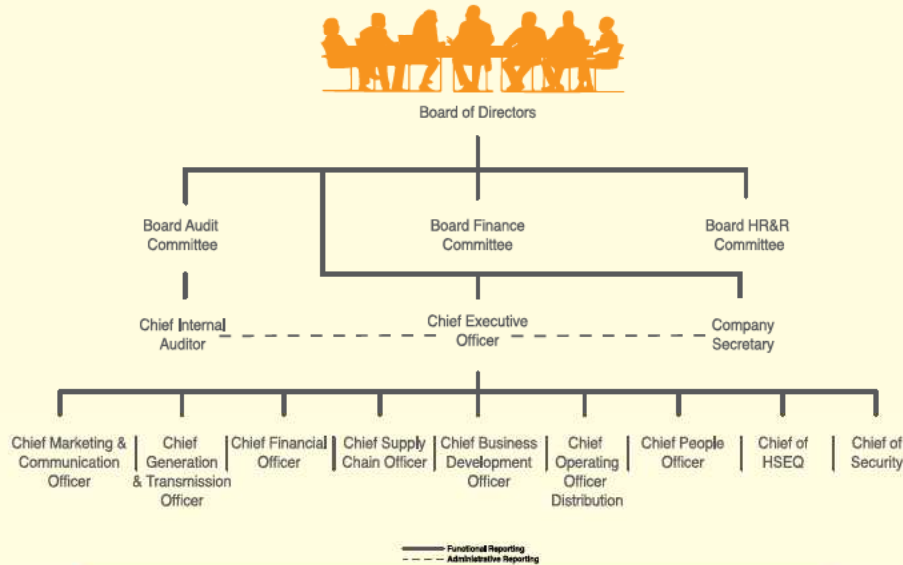 Board of Directors
Board Audit
Committee
Board Finance
Committee
Board HR&R
Committee
Chief Internal
Auditor
Chief Executive
Officer
Company
Secretary
Chief Marketing &
Communication
Officer
Chief
Generation
& Transmission
Officer
Chief Financial
Officer
Chief Supply
Chain Officer
Chief Business
Development
Officer
Chief
Operating
Officer
Distribution
Chief People
Officer
Chief of
HSEQ
Chief of
Security
Functional Reporting
Administrative Reporting